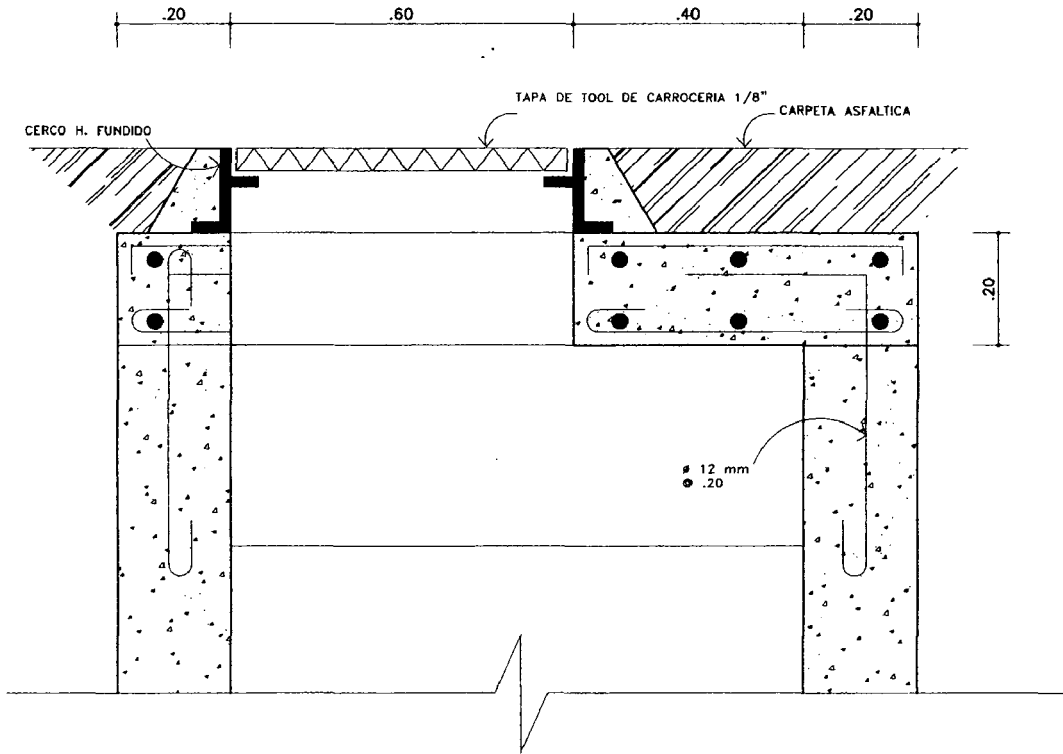 .20 .60 .40 .20
TAPA DE TOOL DE CARROCERIA 1/8"
CARPETA ASFALTICA
CERCO H. FUNDIDO
.20
ø 12 mm
@ .20